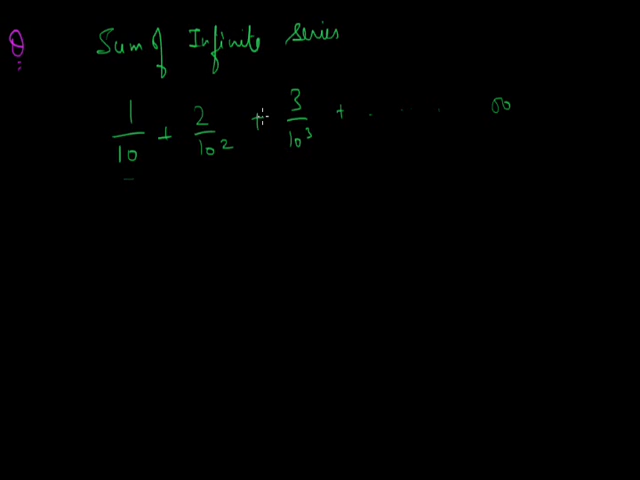 Q Sum of Infinite series
1/10 + 2/10² + 3/10³ + . . . . ∞